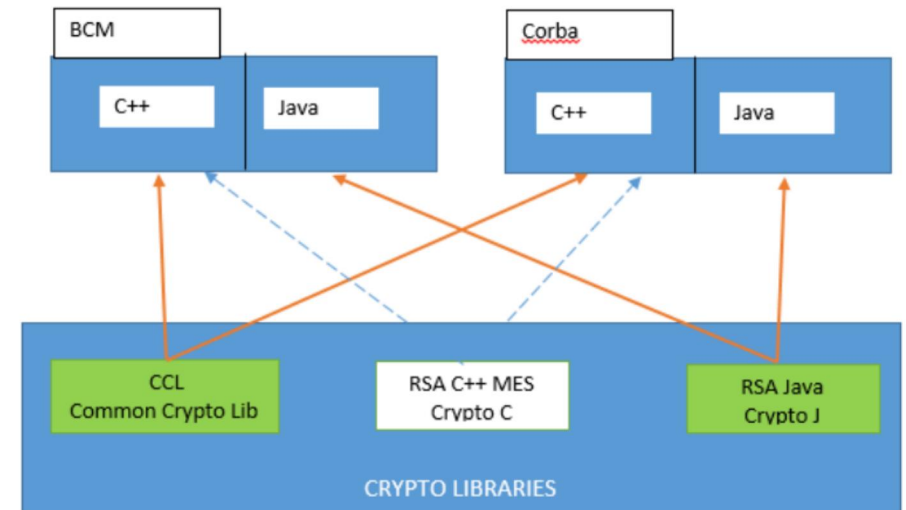 BCM
Corba
C++
Java
C++
Java
CCL
Common Crypto Lib
RSA C++ MES
Crypto C
RSA Java
Crypto J
CRYPTO LIBRARIES